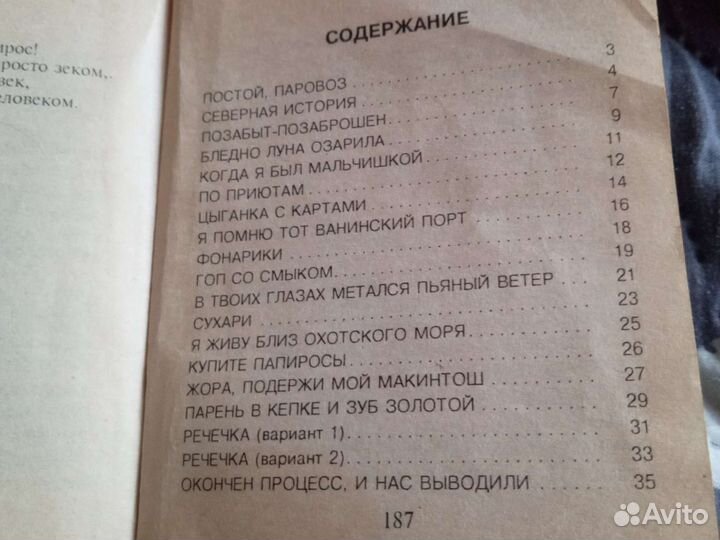 ирос!
росто зеком,.
век,
еловеком.
СОДЕРЖАНИЕ
ПОСТОЙ, ПАРОВОЗ 3
СЕВЕРНАЯ ИСТОРИЯ 4
ПОЗАБЫТ-ПОЗАБРОШЕН 7
БЛЕДНО ЛУНА ОЗАРИЛА 9
КОГДА Я БЫЛ МАЛЬЧИШКОЙ 11
ПО ПРИЮТАМ 12
ЦЫГАНКА С КАРТАМИ 14
Я ПОМНЮ ТОТ ВАНИНСКИЙ ПОРТ 16
ФОНАРИКИ 18
ГОП СО СМЫКОМ 19
В ТВОИХ ГЛАЗАХ МЕТАЛСЯ ПЬЯНЫЙ ВЕТЕР 21
СУХАРИ 23
Я ЖИВУ БЛИЗ ОХОТСКОГО МОРЯ 25
КУПИТЕ ПАПИРОСЫ 26
ЖОРА, ПОДЕРЖИ МОЙ МАКИНТОШ 27
ПАРЕНЬ В КЕПКЕ И ЗУБ ЗОЛОТОЙ 29
РЕЧЕЧКА (вариант 1) 31
РЕЧЕЧКА (вариант 2) 33
ОКОНЧЕН ПРОЦЕСС, И НАС ВЫВОДИЛИ 35
187
Avito